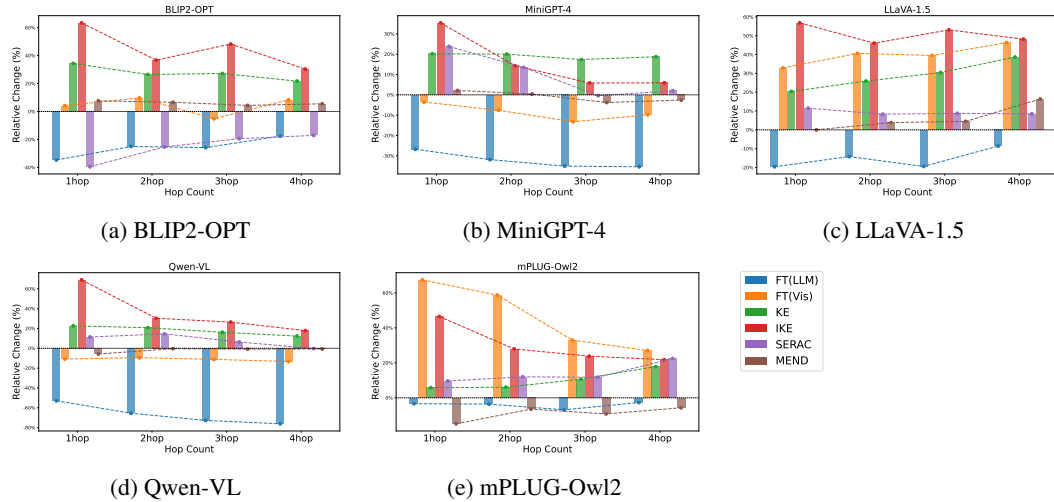 BLIP2-OPT
Relative Change (%)
60%
40%
20%
0%
-20%
-40%
1hop 2hop 3hop 4hop
Hop Count
(a) BLIP2-OPT
MiniGPT-4
Relative Change (%)
30%
20%
10%
0%
-10%
-20%
-30%
1hop 2hop 3hop 4hop
Hop Count
(b) MiniGPT-4
LLaVA-1.5
Relative Change (%)
60%
50%
40%
30%
20%
10%
0%
-10%
-20%
1hop 2hop 3hop 4hop
Hop Count
(c) LLaVA-1.5
Qwen-VL
Relative Change (%)
60%
40%
20%
0%
-20%
-40%
-60%
-80%
1hop 2hop 3hop 4hop
Hop Count
(d) Qwen-VL
mPLUG-Owl2
Relative Change (%)
60%
40%
20%
0%
1hop 2hop 3hop 4hop
Hop Count
(e) mPLUG-Owl2
FT(LLM)
FT(Vis)
KE
IKE
SERAC
MEND